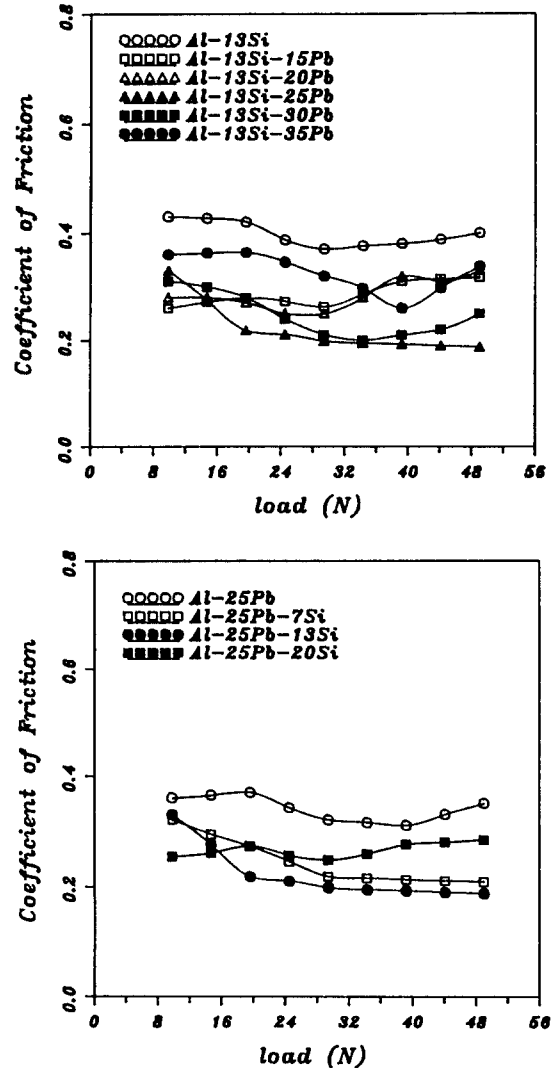 0.8
0.6
0.4
0.2
0.0
Coefficient of Friction
Al-13Si
Al-13Si-15Pb
Al-13Si-20Pb
Al-13Si-25Pb
Al-13Si-30Pb
Al-13Si-35Pb
0 8 16 24 32 40 48 56
load (N)
0.8
0.6
0.4
0.2
0.0
Coefficient of Friction
Al-25Pb
Al-25Pb-7Si
Al-25Pb-13Si
Al-25Pb-20Si
0 8 16 24 32 40 48 56
load (N)